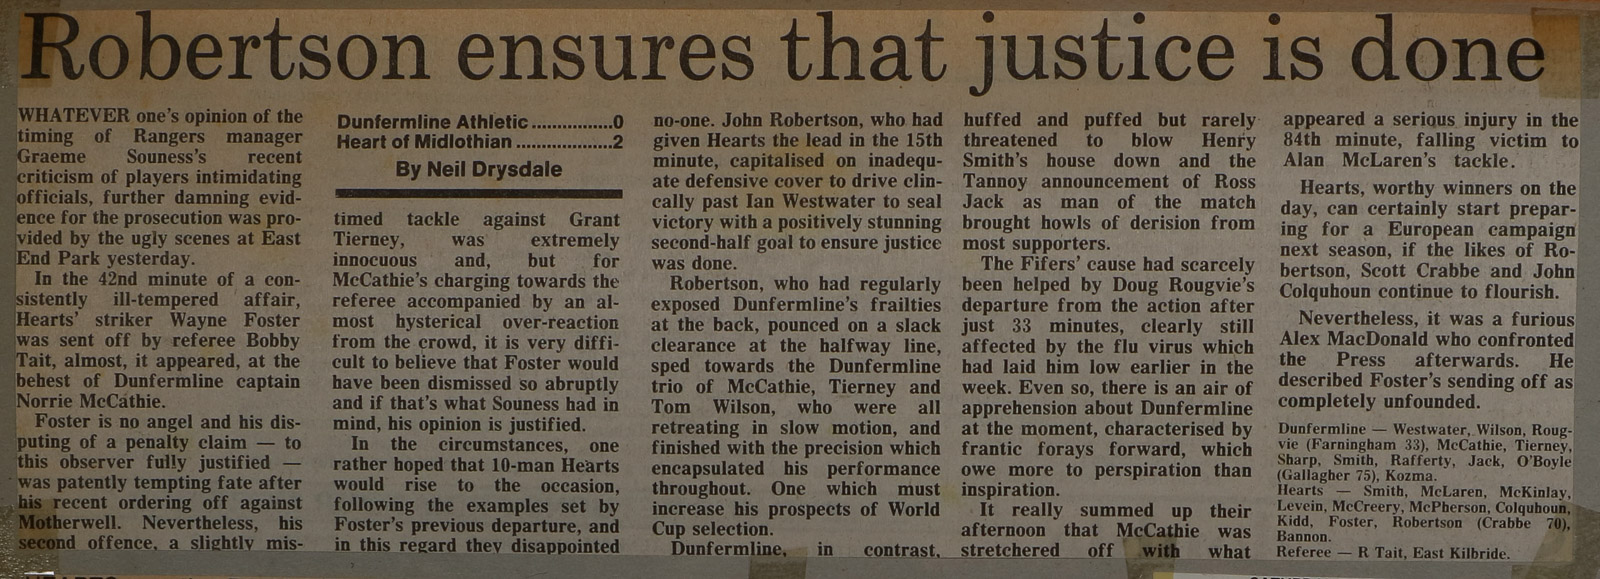 Robertson ensures that justice is done
WHATEVER one's opinion of the
timing of Rangers manager
Graeme Souness's recent
criticism of players intimidating
officials, further damning evid-
ence for the prosecution was pro-
vided by the ugly scenes at East
End Park yesterday.
In the 42nd minute of a con-
sistently ill-tempered affair,
Hearts' striker Wayne Foster
was sent off by referee Bobby
Tait, almost, it appeared, at the
behest of Dunfermline captain
Norrie McCathie.
Foster is no angel and his dis-
puting of a penalty claim — to
this observer fully justified —
was patently tempting fate after
his recent ordering off against
Motherwell. Nevertheless, his
second offence, a slightly mis-
Dunfermline Athletic ................0
Heart of Midlothian ...................2
By Neil Drysdale
timed tackle against Grant
Tierney, was extremely
innocuous and, but for
McCathie's charging towards the
referee accompanied by an al-
most hysterical over-reaction
from the crowd, it is very diffi-
cult to believe that Foster would
have been dismissed so abruptly
and if that's what Souness had in
mind, his opinion is justified.
In the circumstances, one
rather hoped that 10-man Hearts
would rise to the occasion,
following the examples set by
Foster's previous departure, and
in this regard they disappointed
no-one. John Robertson, who had
given Hearts the lead in the 15th
minute, capitalised on inadequ-
ate defensive cover to drive clin-
cally past Ian Westwater to seal
victory with a positively stunning
second-half goal to ensure justice
was done.
Robertson, who had regularly
exposed Dunfermline's frailties
at the back, pounced on a slack
clearance at the halfway line,
sped towards the Dunfermline
trio of McCathie, Tierney and
Tom Wilson, who were all
retreating in slow motion, and
finished with the precision which
encapsulated his performance
throughout. One which must
increase his prospects of World
Cup selection.
Dunfermline, in contrast,
huffed and puffed but rarely
threatened to blow Henry
Smith's house down and the
Tannoy announcement of Ross
Jack as man of the match
brought howls of derision from
most supporters.
The Fifers' cause had scarcely
been helped by Doug Rougvie's
departure from the action after
just 33 minutes, clearly still
affected by the flu virus which
had laid him low earlier in the
week. Even so, there is an air of
apprehension about Dunfermline
at the moment, characterised by
frantic forays forward, which
owe more to perspiration than
inspiration.
It really summed up their
afternoon that McCathie was
stretchered off with what
appeared a serious injury in the
84th minute, falling victim to
Alan McLaren's tackle.
Hearts, worthy winners on the
day, can certainly start prepar-
ing for a European campaign
next season, if the likes of Ro-
bertson, Scott Crabbe and John
Colquhoun continue to flourish.
Nevertheless, it was a furious
Alex MacDonald who confronted
the Press afterwards. He
described Foster's sending off as
completely unfounded.
Dunfermline — Westwater, Wilson, Roug-
vie (Farningham 33), McCathie, Tierney,
Sharp, Smith, Rafferty, Jack, O'Boyle
(Gallagher 75), Kozma.
Hearts — Smith, McLaren, McKinlay,
Levein, McCreery, McPherson, Colquhoun,
Kidd, Foster, Robertson (Crabbe 70),
Bannon.
Referee — R Tait, East Kilbride.